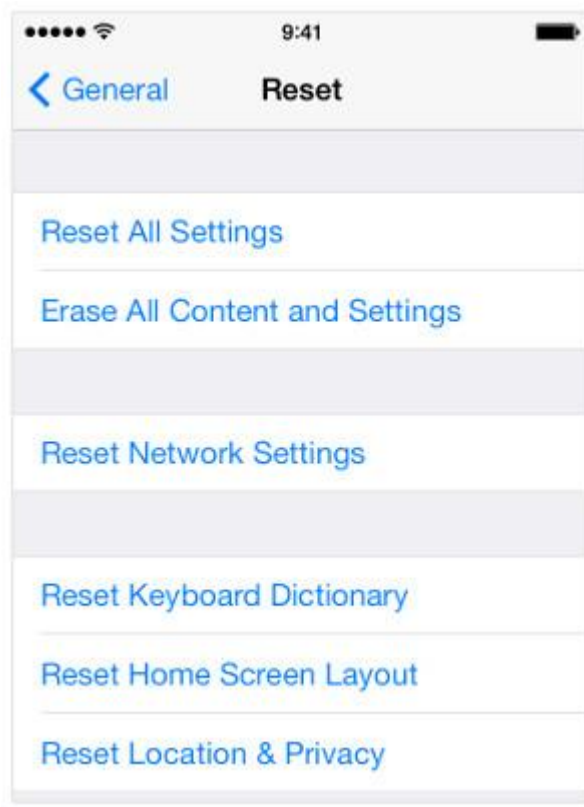 9:41
General Reset
Reset All Settings
Erase All Content and Settings
Reset Network Settings
Reset Keyboard Dictionary
Reset Home Screen Layout
Reset Location & Privacy